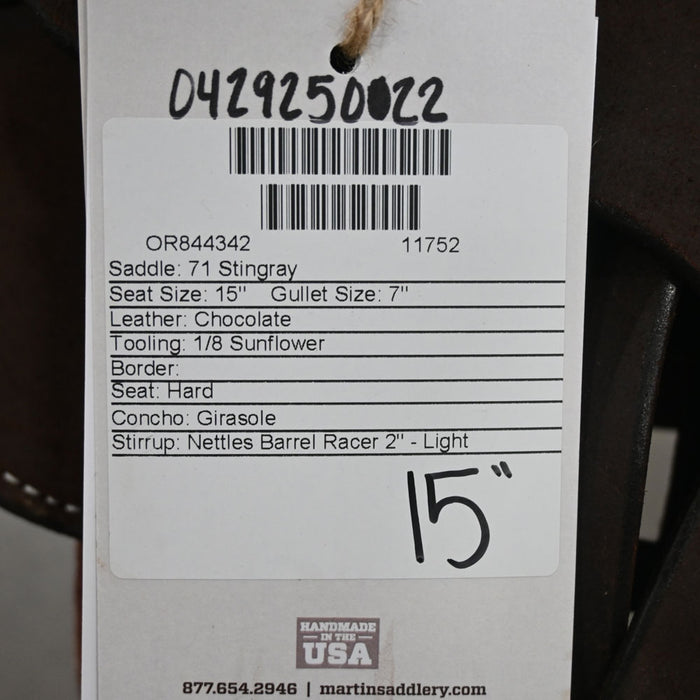 0429250022
OR844342 11752
Saddle: 71 Stingray
Seat Size: 15" Gullet Size: 7"
Leather: Chocolate
Tooling: 1/8 Sunflower
Border:
Seat: Hard
Concho: Girasole
Stirrup: Nettles Barrel Racer 2" - Light
15"
HANDMADE
IN THE
USA
877.654.2946 | martinsaddlery.com